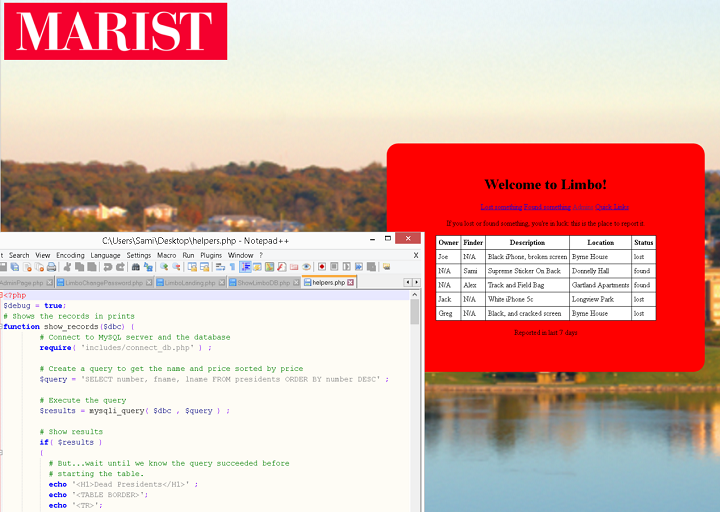 MARIST
Welcome to Limbo!
Lost something Found something Admins Quick Links
If you lost or found something, you're in luck: this is the place to report it.
Owner Finder Description Location Status
Joe N/A Black iPhone, broken screen Byrne House lost
N/A Sami Supreme Sticker On Back Donnelly Hall found
N/A Alex Track and Field Bag Gartland Apartments found
Jack N/A White iPhone 5c Longview Park lost
Greg N/A Black, and cracked screen Byrne House lost
Reported in last 7 days
C:\Users\Sami\Desktop\helpers.php - Notepad++
Search View Encoding Language Settings Macro Run Plugins Window ? X
AdminPage.php LimboChangePassword.php LimboLanding.php ShowLimboDB.php helpers.php
<?php
$debug = true;
# Shows the records in prints
function show_records($dbc) {
# Connect to MySQL server and the database
require( 'includes/connect_db.php' ) ;
# Create a query to get the name and price sorted by price
$query = 'SELECT number, fname, lname FROM presidents ORDER BY number DESC' ;
# Execute the query
$results = mysqli_query( $dbc , $query ) ;
# Show results
if( $results )
{
# But...wait until we know the query succeeded before
# starting the table.
echo '<H1>Dead Presidents</H1>' ;
echo '<TABLE BORDER>';
echo '<TR>';